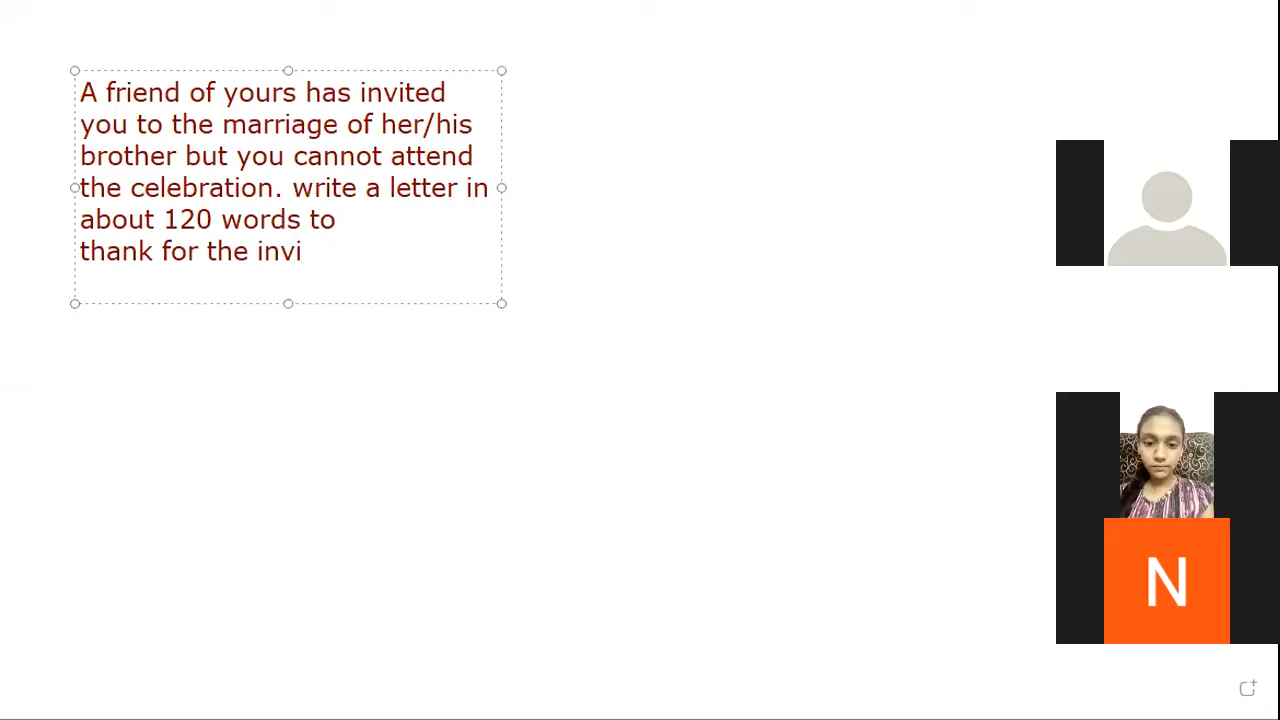 A friend of yours has invited
you to the marriage of her/his
brother but you cannot attend
the celebration. write a letter in
about 120 words to
thank for the invi
N